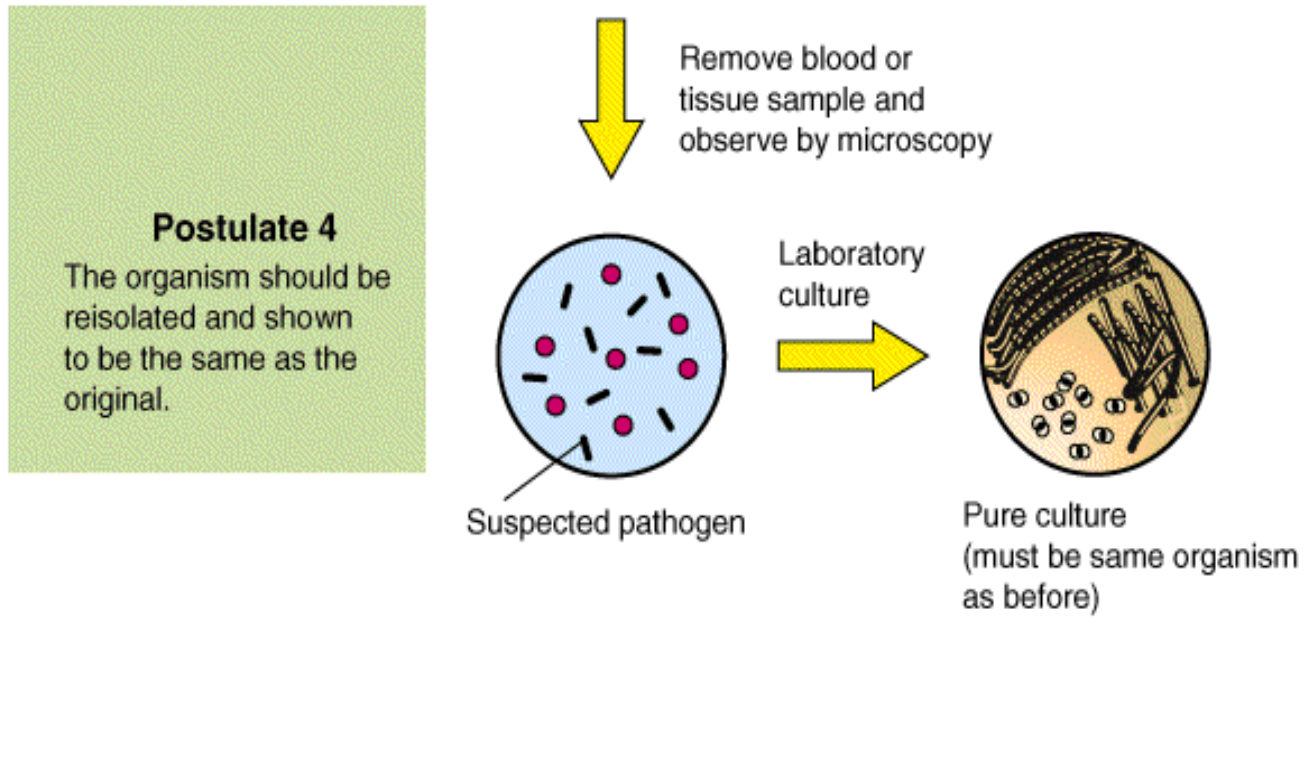 Postulate 4
The organism should be
reisolated and shown
to be the same as the
original.
Remove blood or
tissue sample and
observe by microscopy
Laboratory
culture
Suspected pathogen
Pure culture
(must be same organism
as before)